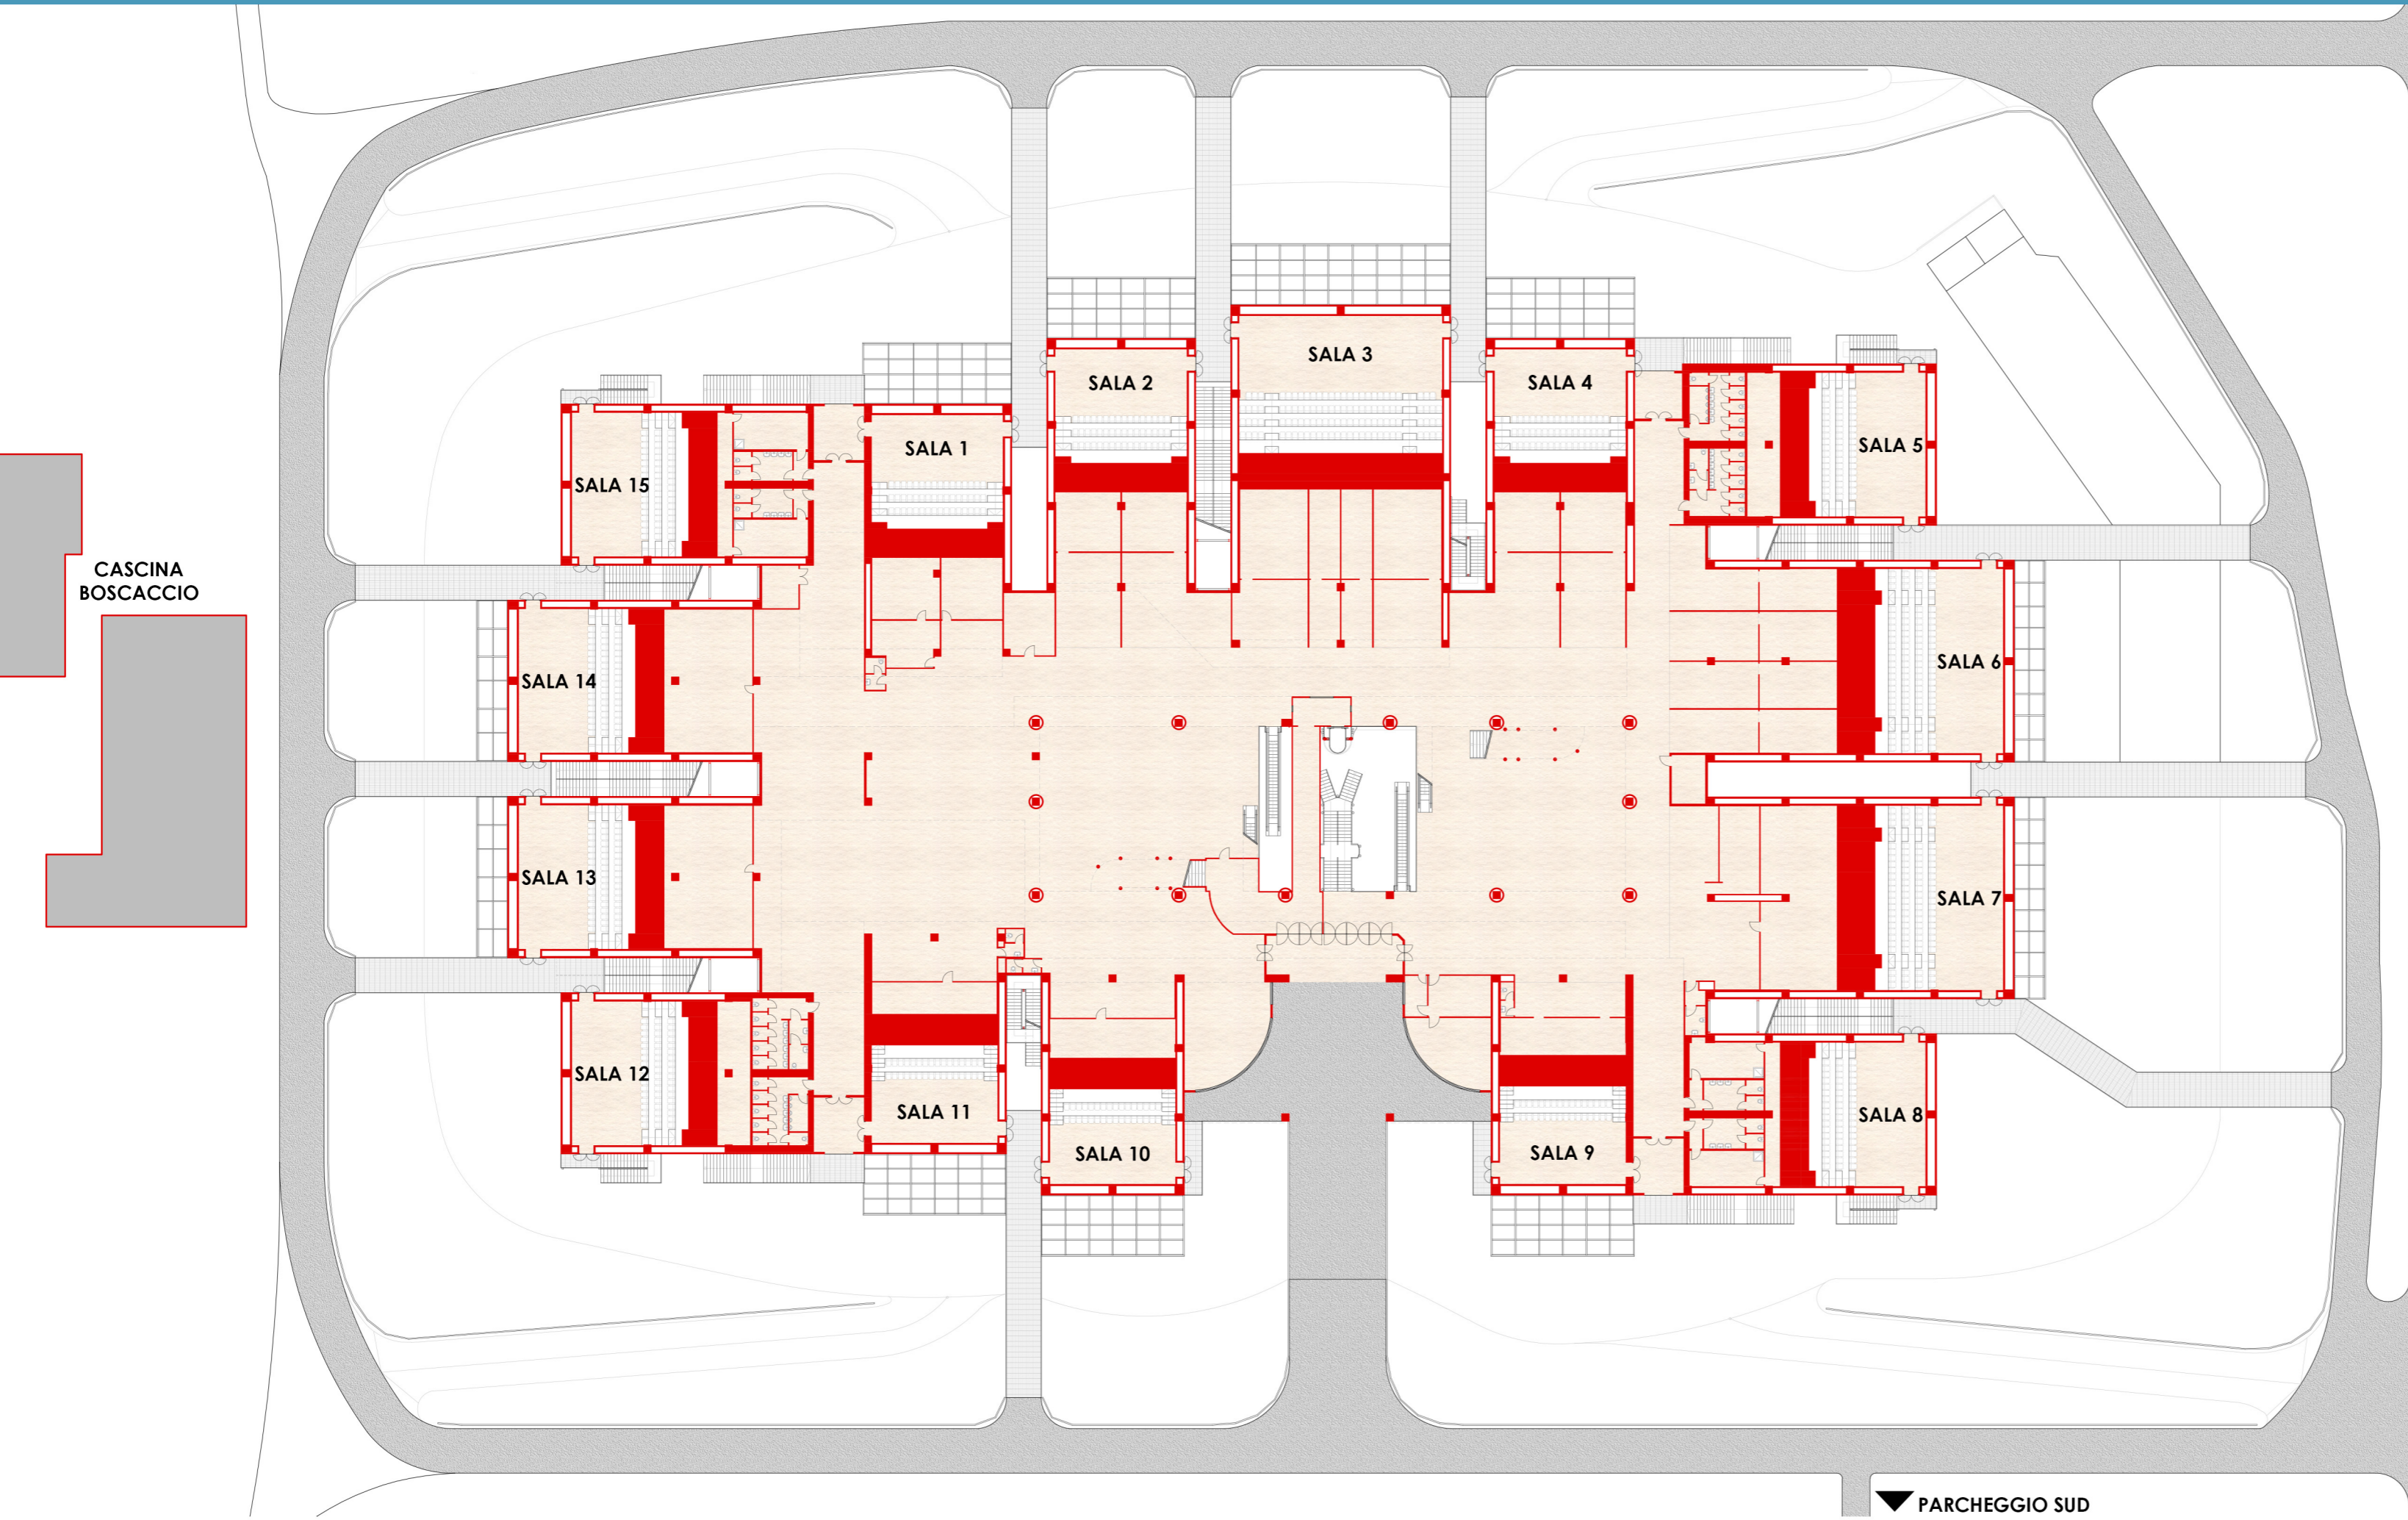 SALA 3
SALA 2
SALA 4
SALA 1
SALA 5
SALA 15
CASCINA
BOSCACCIO
SALA 14
SALA 6
SALA 13
SALA 7
SALA 12
SALA 11
SALA 8
SALA 10
SALA 9
PARCHEGGIO SUD